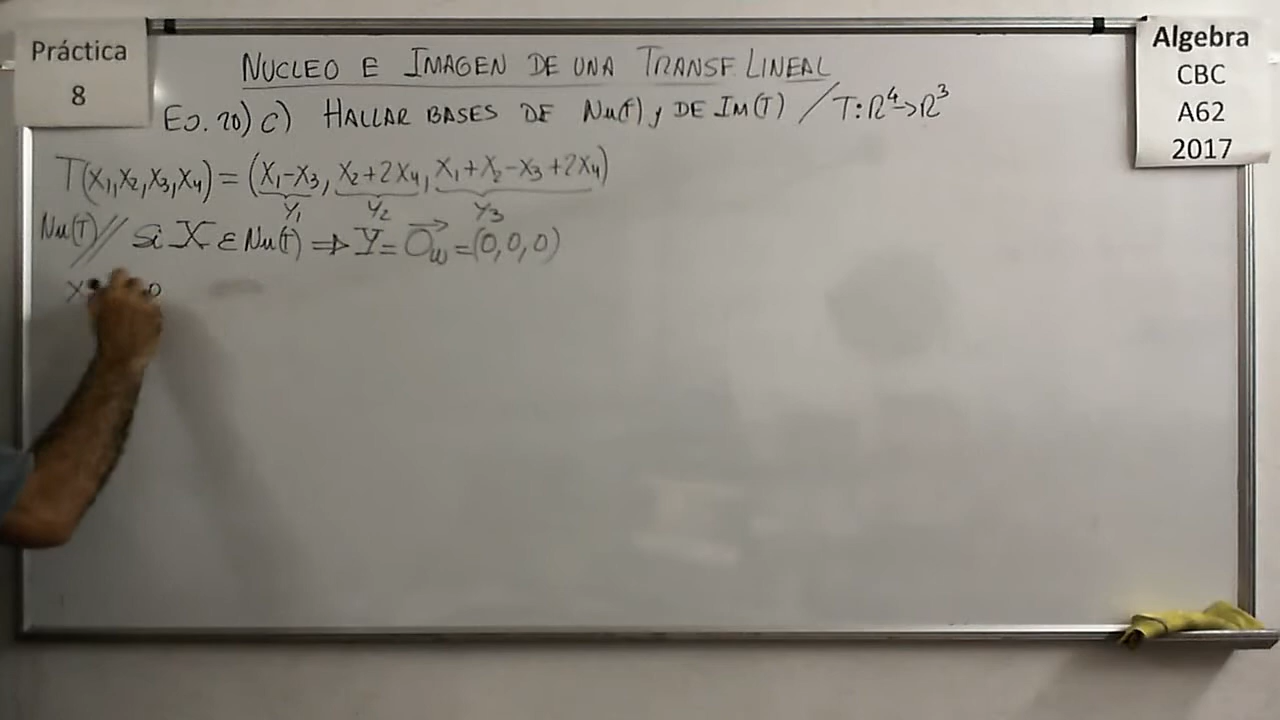 Práctica
8
NUCLEO E IMAGEN DE UNA TRANSF. LINEAL
Algebra
CBC
A62
2017
EJ. 20) C) HALLAR BASES DE Nu(T) y DE IM(T) / T: R⁴→R³
T(X₁,X₂,X₃,X₄) = (X₁-X₃, X₂+2X₄, X₁+X₂-X₃+2X₄)
Y₁ Y₂ Y₃
Nu(T)// Si X ε Nu(T) ⇒ Y = O⃗w = (0,0,0)
X